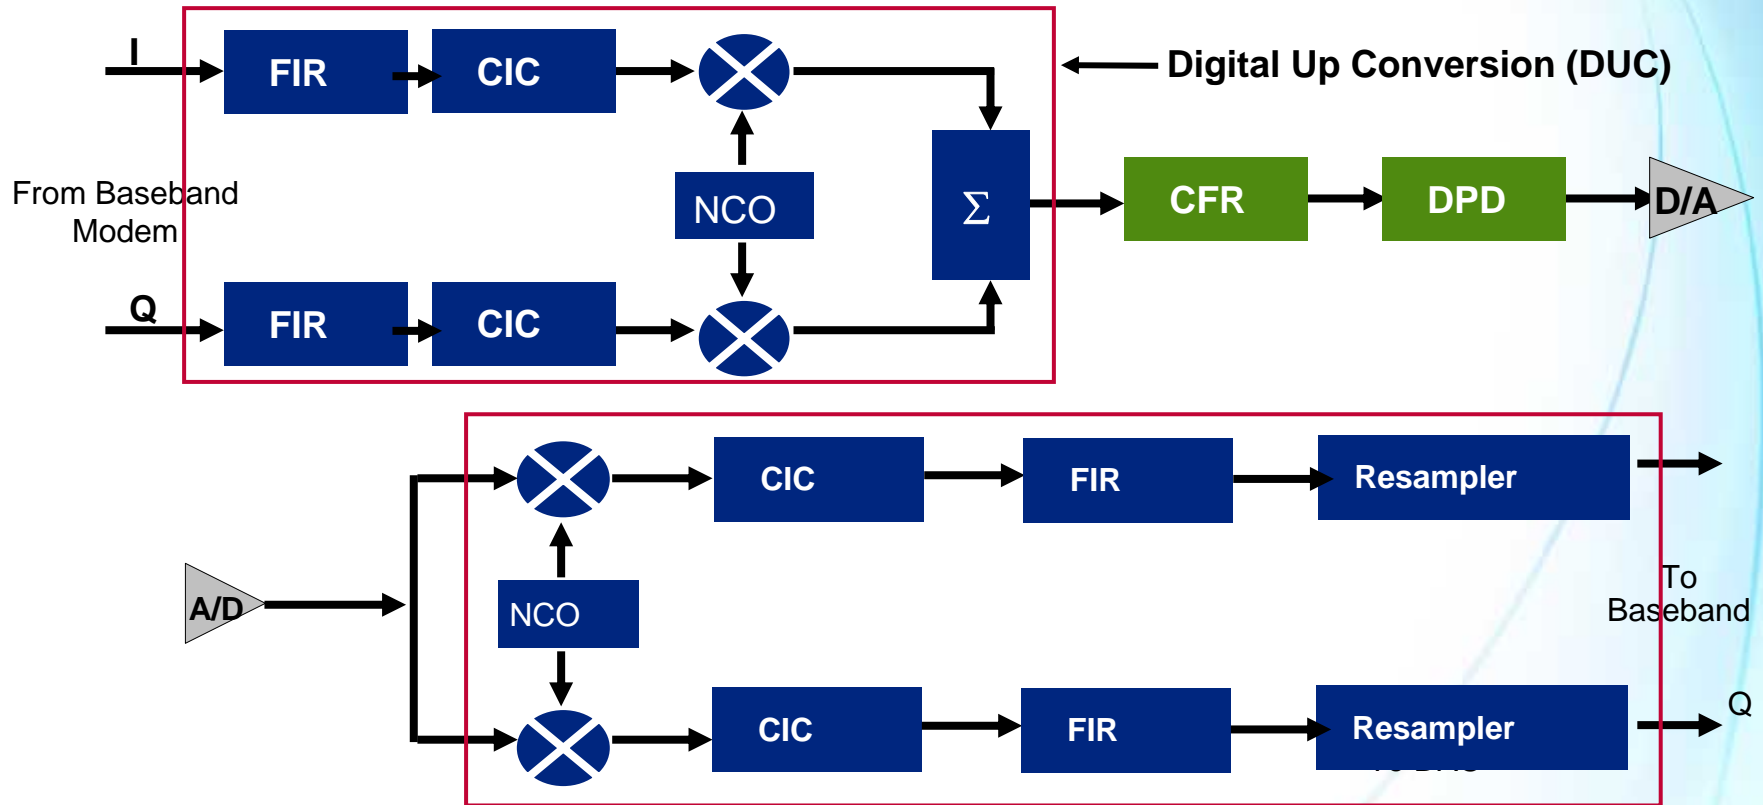 I
FIR
CIC
Digital Up Conversion (DUC)
From Baseband
Modem
NCO
Σ
CFR
DPD
D/A
Q
FIR
CIC
CIC
FIR
Resampler
A/D
NCO
To
Baseband
CIC
FIR
Resampler
Q